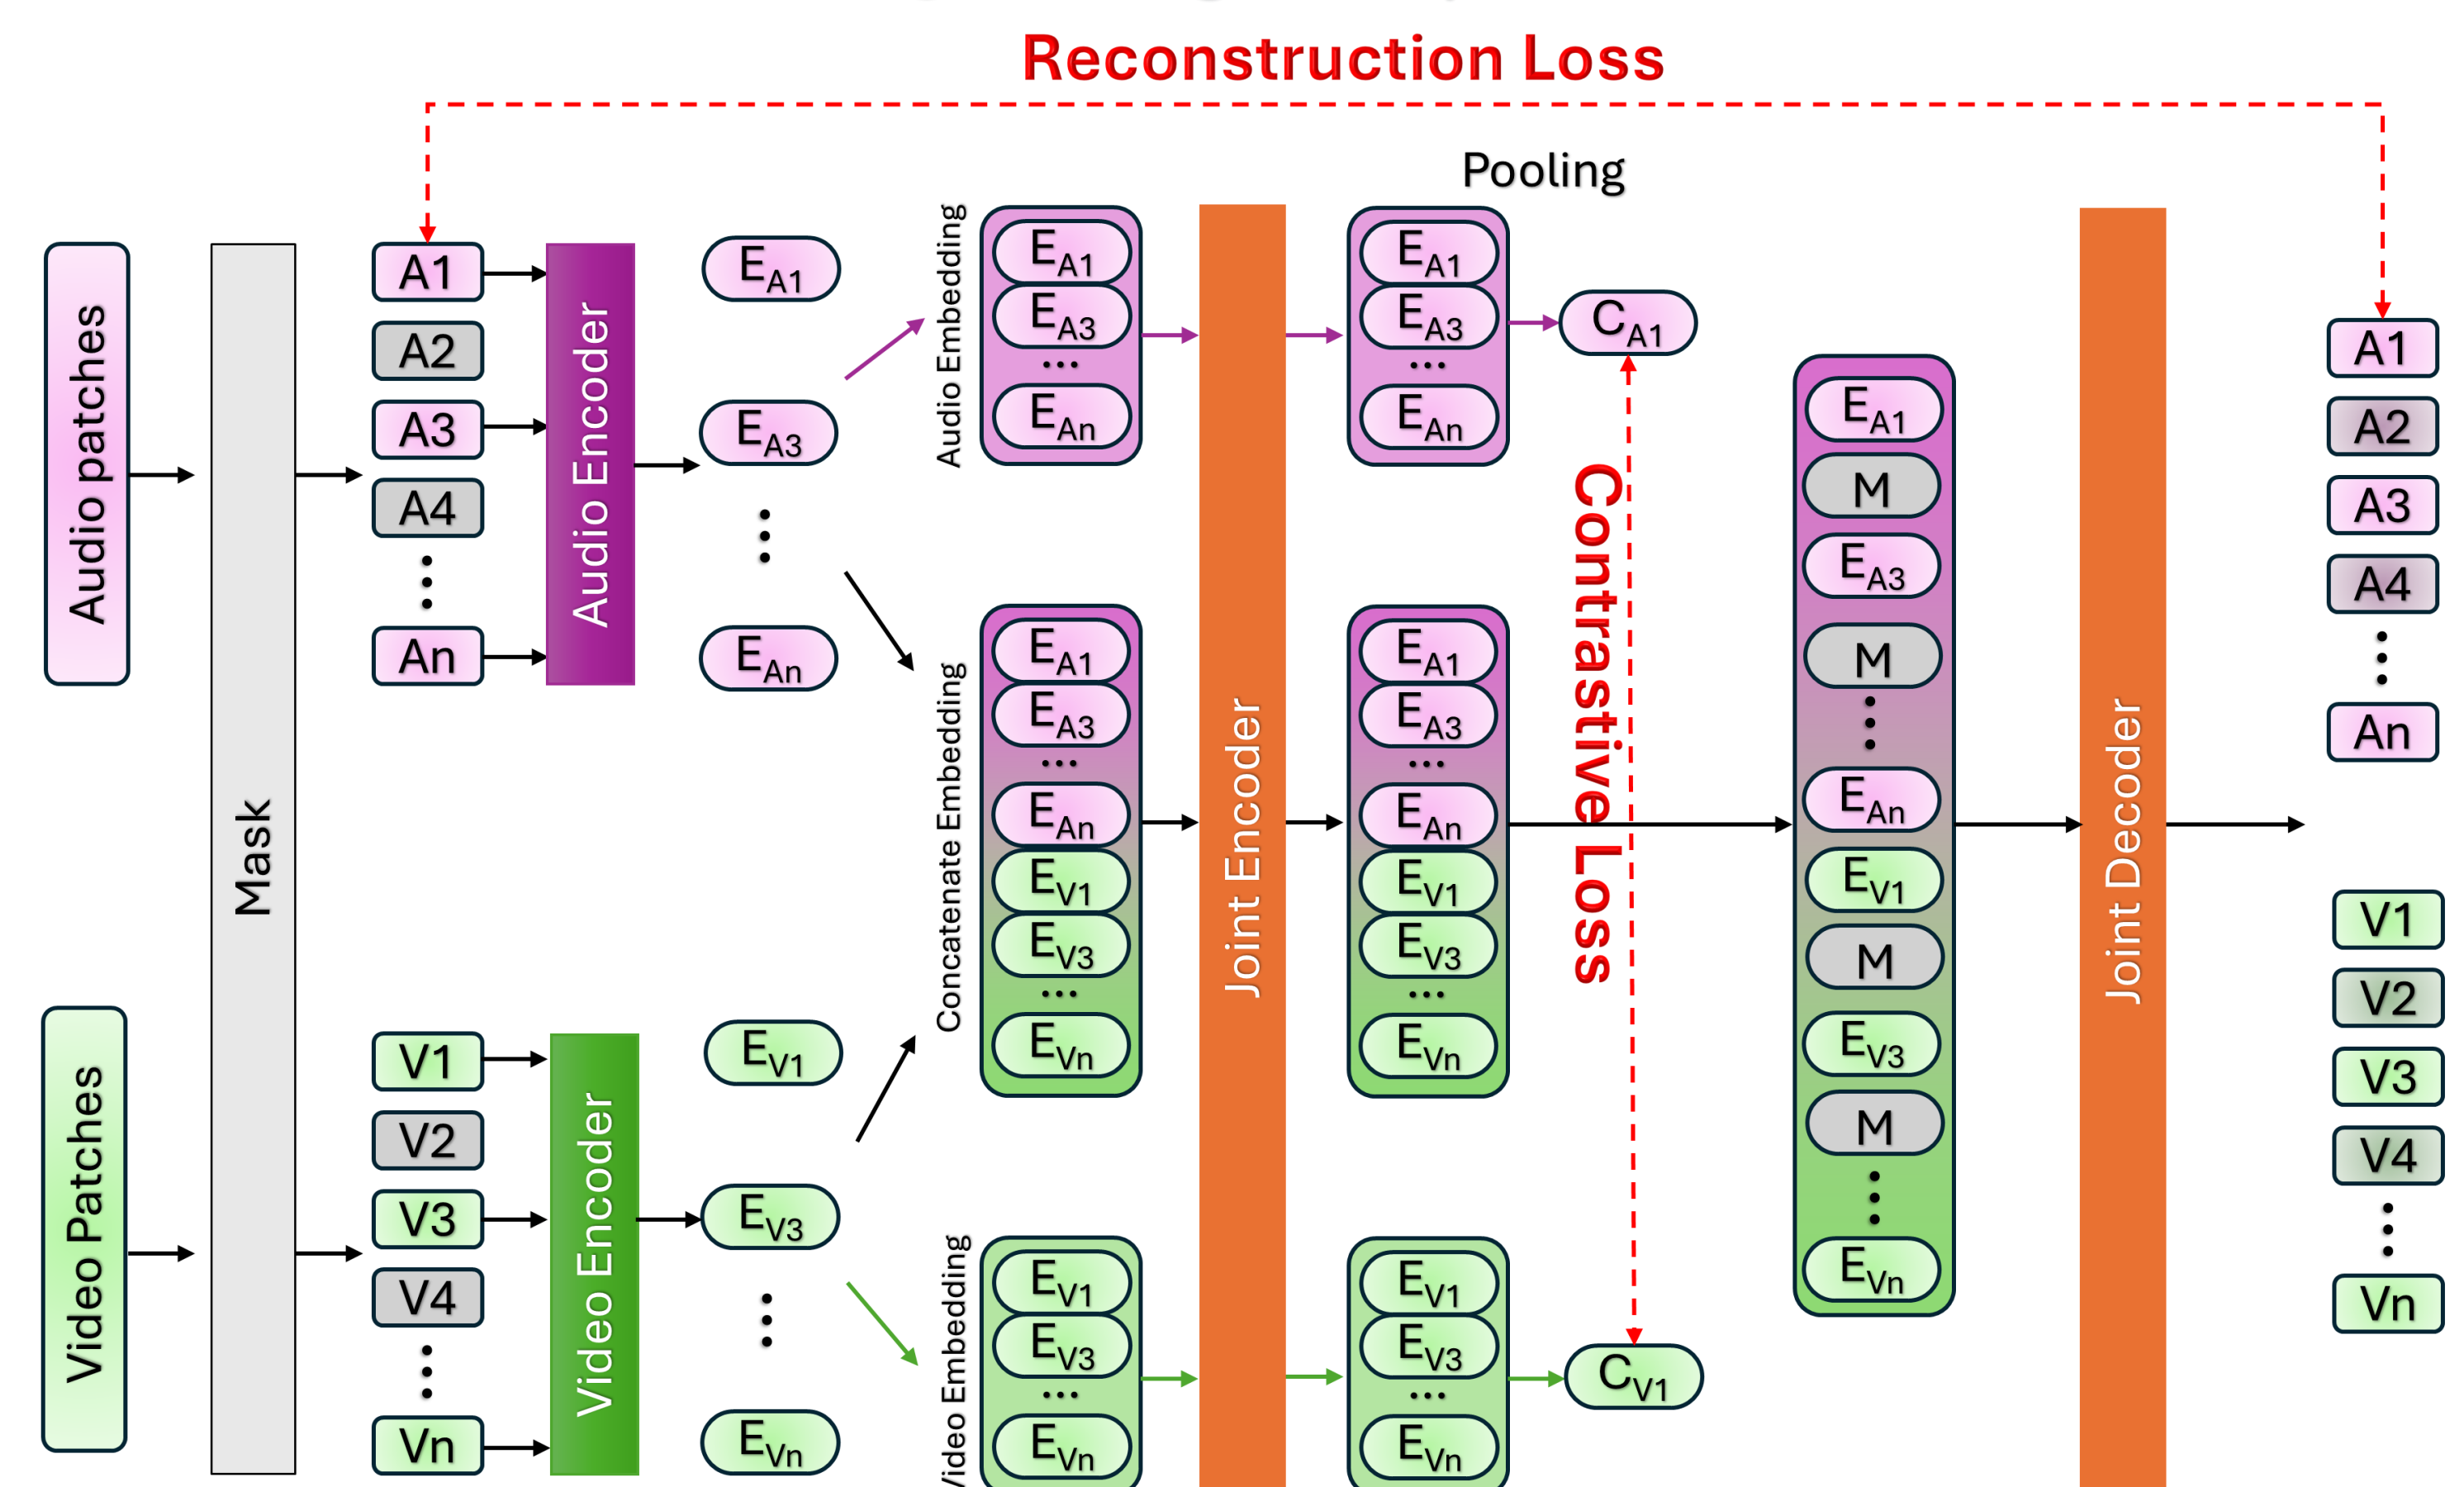 Reconstruction Loss
Pooling
Audio patches
Video Patches
Mask
A1
A2
A3
A4
⋮
An
V1
V2
V3
V4
⋮
Vn
Audio Encoder
Video Encoder
EA1
EA3
⋮
EAn
EV1
EV3
⋮
EVn
Audio Embedding
EA1
EA3
...
EAn
Concatenate Embedding
EA1
EA3
...
EAn
EV1
EV3
...
EVn
Video Embedding
EV1
EV3
...
EVn
Joint Encoder
EA1
EA3
...
EAn
EA1
EA3
...
EAn
EV1
EV3
...
EVn
EV1
EV3
...
EVn
CA1
Contrastive Loss
CV1
EA1
M
EA3
M
⋮
EAn
EV1
M
EV3
M
⋮
EVn
Joint Decoder
A1
A2
A3
A4
⋮
An
V1
V2
V3
V4
⋮
Vn